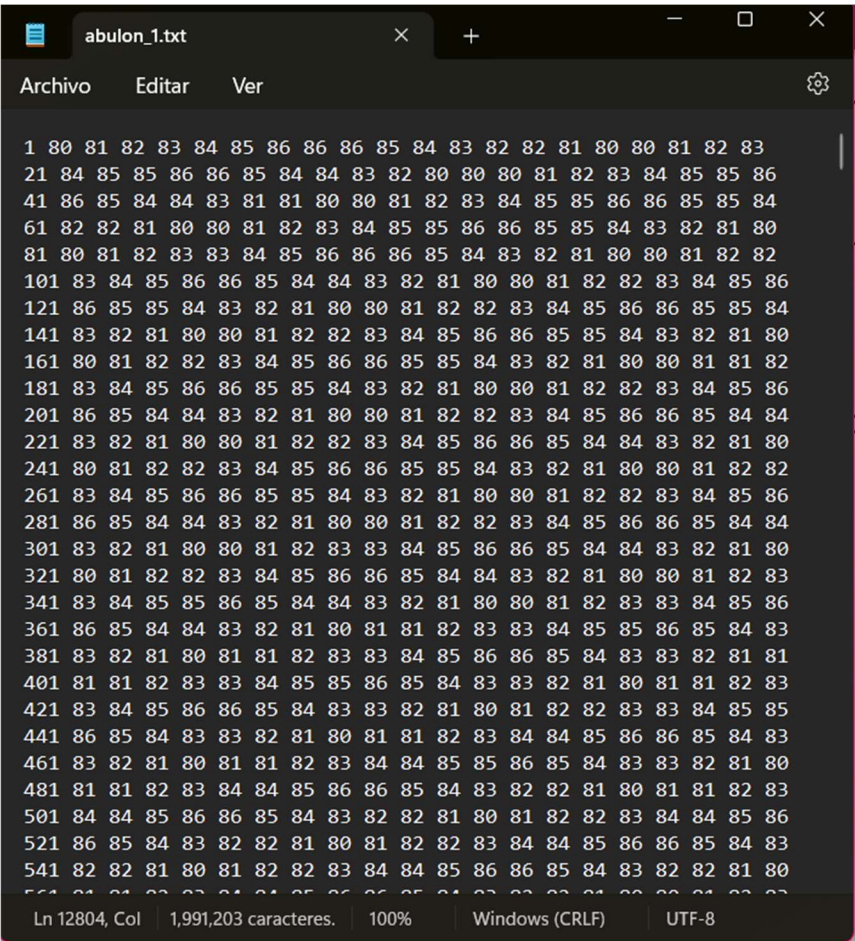 abulon_1.txt
Archivo Editar Ver
1 80 81 82 83 84 85 86 86 86 85 84 83 82 82 81 80 80 81 82 83
21 84 85 85 86 86 85 84 84 83 82 80 80 80 81 82 83 84 85 85 86
41 86 85 84 84 83 81 81 80 80 81 82 83 84 85 85 86 86 85 85 84
61 82 82 81 80 80 81 82 83 84 85 85 86 86 85 85 84 83 82 81 80
81 80 81 82 83 83 84 85 86 86 86 85 84 83 82 81 80 80 81 82 82
101 83 84 85 86 86 85 84 84 83 82 81 80 80 81 82 82 83 84 85 86
121 86 85 85 84 83 82 81 80 80 81 82 82 83 84 85 86 86 85 85 84
141 83 82 81 80 80 81 82 82 83 84 85 86 86 85 85 84 83 82 81 80
161 80 81 82 82 83 84 85 86 86 85 85 84 83 82 81 80 80 81 81 82
181 83 84 85 86 86 85 85 84 83 82 81 80 80 81 82 82 83 84 85 86
201 86 85 84 84 83 82 81 80 80 81 82 82 83 84 85 86 86 85 84 84
221 83 82 81 80 80 81 82 82 83 84 85 86 86 85 84 84 83 82 81 80
241 80 81 82 82 83 84 85 86 86 85 85 84 83 82 81 80 80 81 82 82
261 83 84 85 86 86 85 85 84 83 82 81 80 80 81 82 82 83 84 85 86
281 86 85 84 84 83 82 81 80 80 81 82 82 83 84 85 86 86 85 84 84
301 83 82 81 80 80 81 82 83 83 84 85 86 86 85 84 84 83 82 81 80
321 80 81 82 82 83 84 85 86 86 85 84 84 83 82 81 80 80 81 82 83
341 83 84 85 85 86 85 84 84 83 82 81 80 80 81 82 83 83 84 85 86
361 86 85 84 84 83 82 81 80 81 81 82 83 83 84 85 85 86 85 84 83
381 83 82 81 80 81 81 82 83 83 84 85 86 86 85 84 83 83 82 81 81
401 81 81 82 83 83 84 85 85 86 85 84 83 83 82 81 80 81 81 82 83
421 83 84 85 86 86 85 84 83 83 82 81 80 81 82 82 83 83 84 85 85
441 86 85 84 83 83 82 81 80 81 81 82 83 84 84 85 86 86 85 84 83
461 83 82 81 80 81 81 82 83 84 84 85 85 86 85 84 83 83 82 81 80
481 81 81 82 83 84 84 85 86 86 85 84 83 82 82 81 80 81 81 82 83
501 84 84 85 86 86 85 84 83 82 82 81 80 81 82 82 83 84 84 85 86
521 86 85 84 83 82 82 81 80 81 82 82 83 84 84 85 86 86 85 84 83
541 82 82 81 80 81 82 82 83 84 84 85 86 86 85 84 83 82 82 81 80
Ln 12804, Col 1,991,203 caracteres. 100% Windows (CRLF) UTF-8